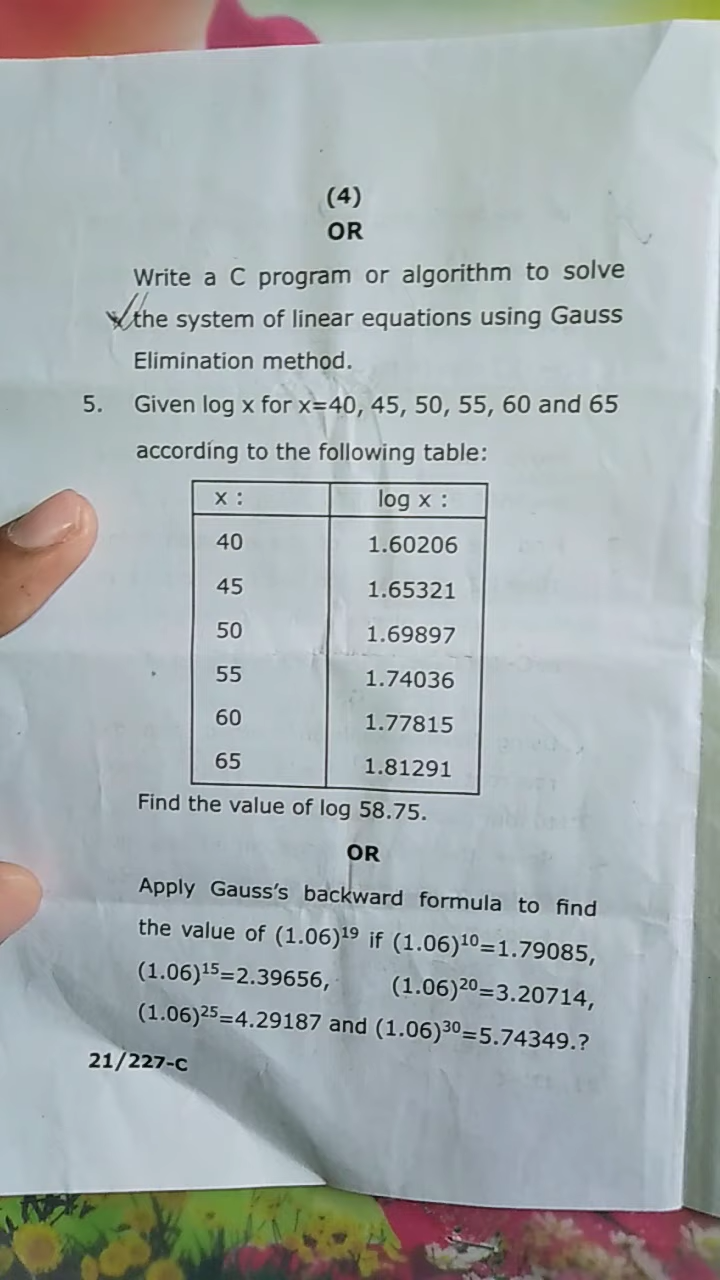 (4)
OR
Write a C program or algorithm to solve
the system of linear equations using Gauss
Elimination method.
5. Given log x for x=40, 45, 50, 55, 60 and 65
according to the following table:
x : log x :
40 1.60206
45 1.65321
50 1.69897
55 1.74036
60 1.77815
65 1.81291
Find the value of log 58.75.
OR
Apply Gauss's backward formula to find
the value of (1.06)¹⁹ if (1.06)¹⁰=1.79085,
(1.06)¹⁵=2.39656, (1.06)²⁰=3.20714,
(1.06)²⁵=4.29187 and (1.06)³⁰=5.74349.?
21/227-C